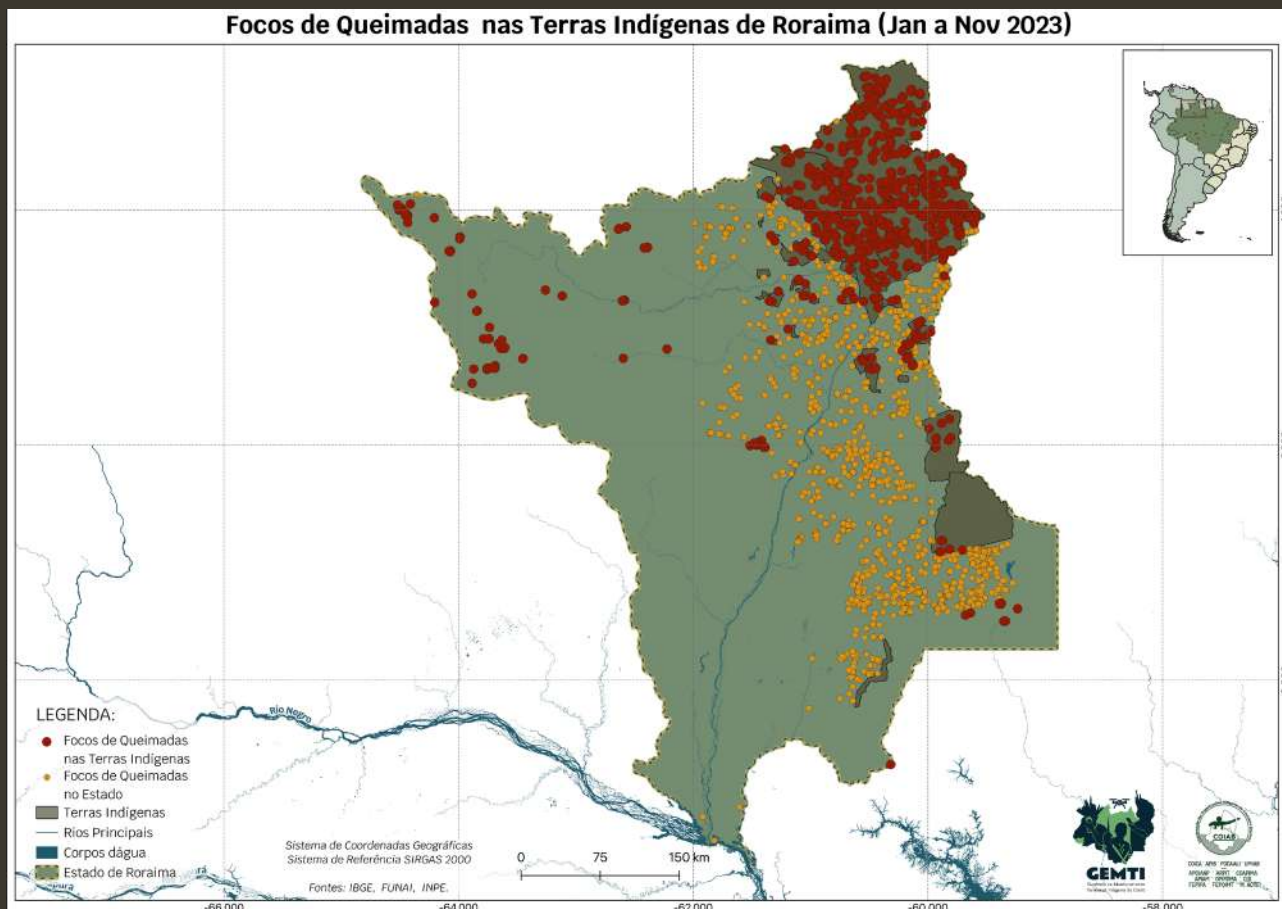 Focos de Queimadas nas Terras Indígenas de Roraima (Jan a Nov 2023)
LEGENDA:
Focos de Queimadas
nas Terras Indígenas
Focos de Queimadas
no Estado
Terras Indígenas
Rios Principais
Corpos dágua
Estado de Roraima
Rio Negro
Sistema de Coordenadas Geográficas
Sistema de Referência SIRGAS 2000
Fontes: IBGE, FUNAI, INPE.
0 75 150 km
GEMTI
COIAB
-66.000 -64.000 -62.000 -60.000 -58.000